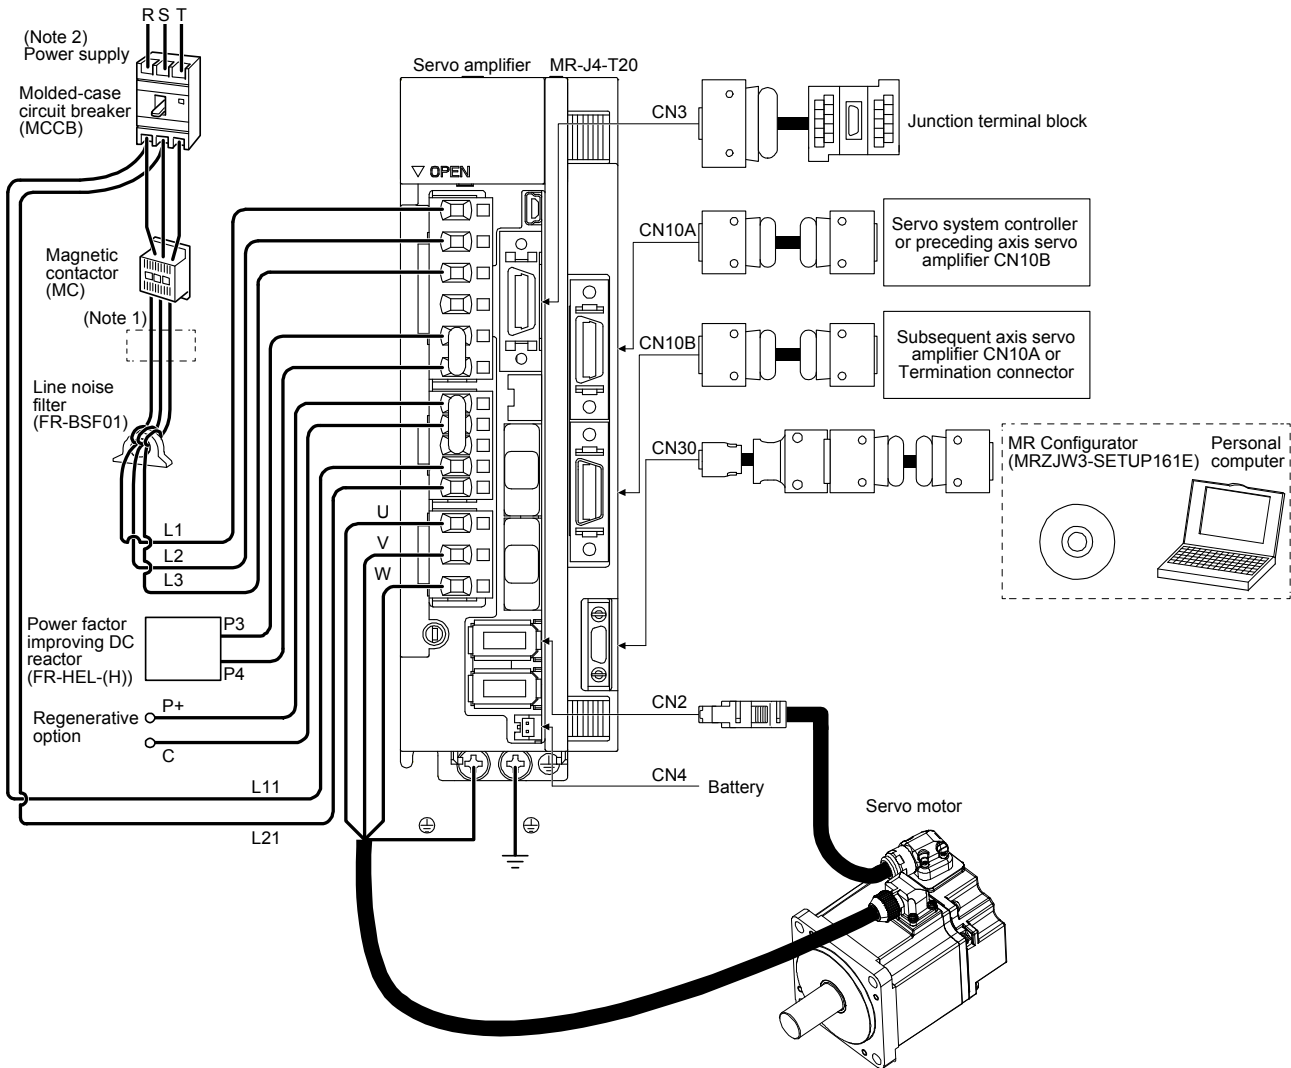 R S T
(Note 2)
Power supply
Molded-case
circuit breaker
(MCCB)
Magnetic
contactor
(MC)
(Note 1)
Line noise
filter
(FR-BSF01)
L1
L2
L3
Power factor
improving DC
reactor
(FR-HEL-(H))
P3
P4
Regenerative
option
P+
C
L11
L21
Servo amplifier
MR-J4-T20
▽ OPEN
U
V
W
CN3
Junction terminal block
CN10A
Servo system controller
or preceding axis servo
amplifier CN10B
CN10B
Subsequent axis servo
amplifier CN10A or
Termination connector
CN30
MR Configurator
(MRZJW3-SETUP161E)
Personal
computer
CN2
CN4
Battery
Servo motor